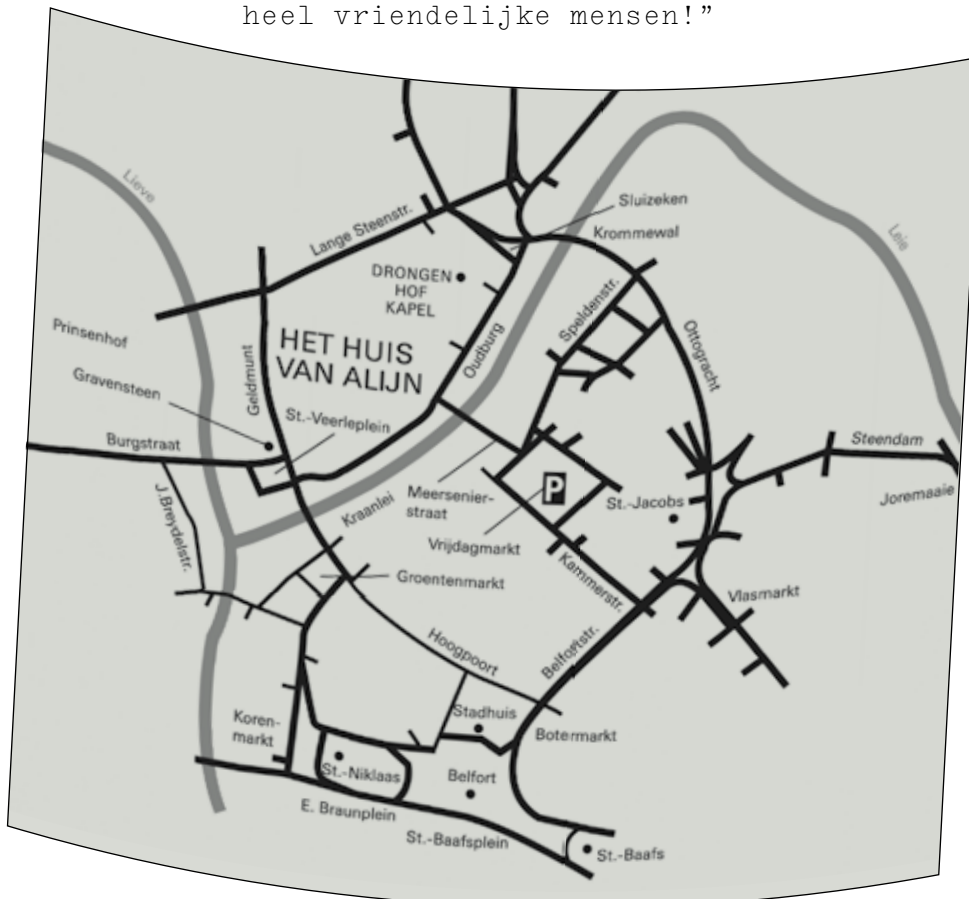 heel vriendelijke mensen!”
Lieve
Sluizeken
Lange Steenstr.
Krommewal
Leie
DRONGEN
HOF
KAPEL
Speldenstr.
Prinsenhof
HET HUIS
VAN ALIJN
Oudburg
Ottogracht
Gravensteen
Geldmunt
St.-Veerleplein
Burgstraat
Steendam
J.Breydelstr.
Kraanlei
Meersenier-
straat
P
St.-Jacobs
Joremaaie
Vrijdagmarkt
Groentenmarkt
Kammerstr.
Vlasmarkt
Hoogpoort
Belfortstr.
Koren-
markt
Stadhuis
Botermarkt
St.-Niklaas
Belfort
E. Braunplein
St.-Baafsplein
St.-Baafs